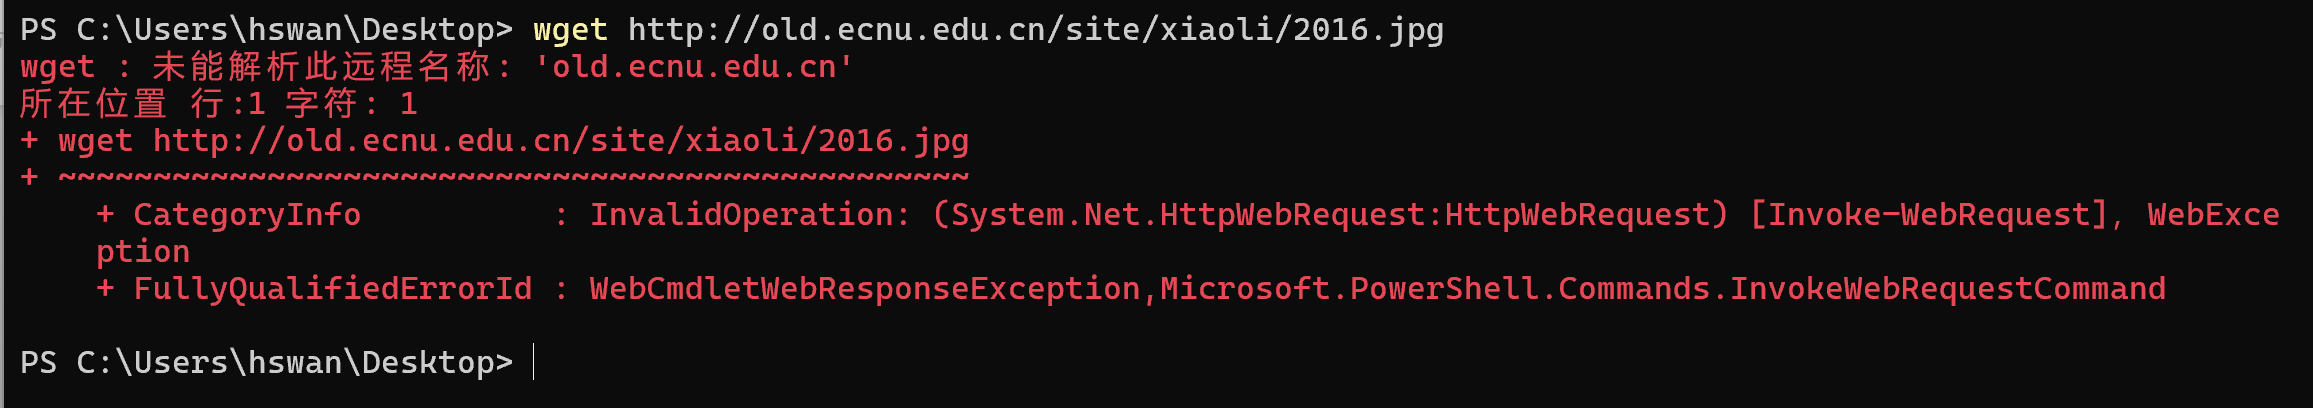 PS C:\Users\hswan\Desktop> wget http://old.ecnu.edu.cn/site/xiaoli/2016.jpg
wget : 未能解析此远程名称: 'old.ecnu.edu.cn'
所在位置 行:1 字符: 1
+ wget http://old.ecnu.edu.cn/site/xiaoli/2016.jpg
+ ~~~~~~~~~~~~~~~~~~~~~~~~~~~~~~~~~~~~~~~~~~~~~~~~
    + CategoryInfo          : InvalidOperation: (System.Net.HttpWebRequest:HttpWebRequest) [Invoke-WebRequest], WebExce
    ption
    + FullyQualifiedErrorId : WebCmdletWebResponseException,Microsoft.PowerShell.Commands.InvokeWebRequestCommand
PS C:\Users\hswan\Desktop>